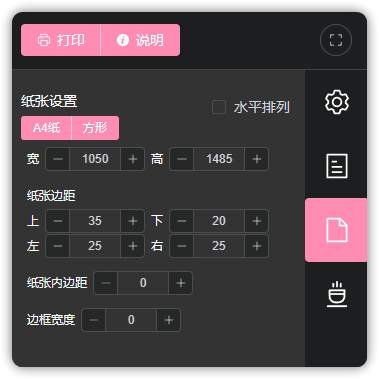 打印 说明
纸张设置 水平排列
A4纸 方形
宽 1050 高 1485
纸张边距
上 35 下 20
左 25 右 25
纸张内边距 0
边框宽度 0